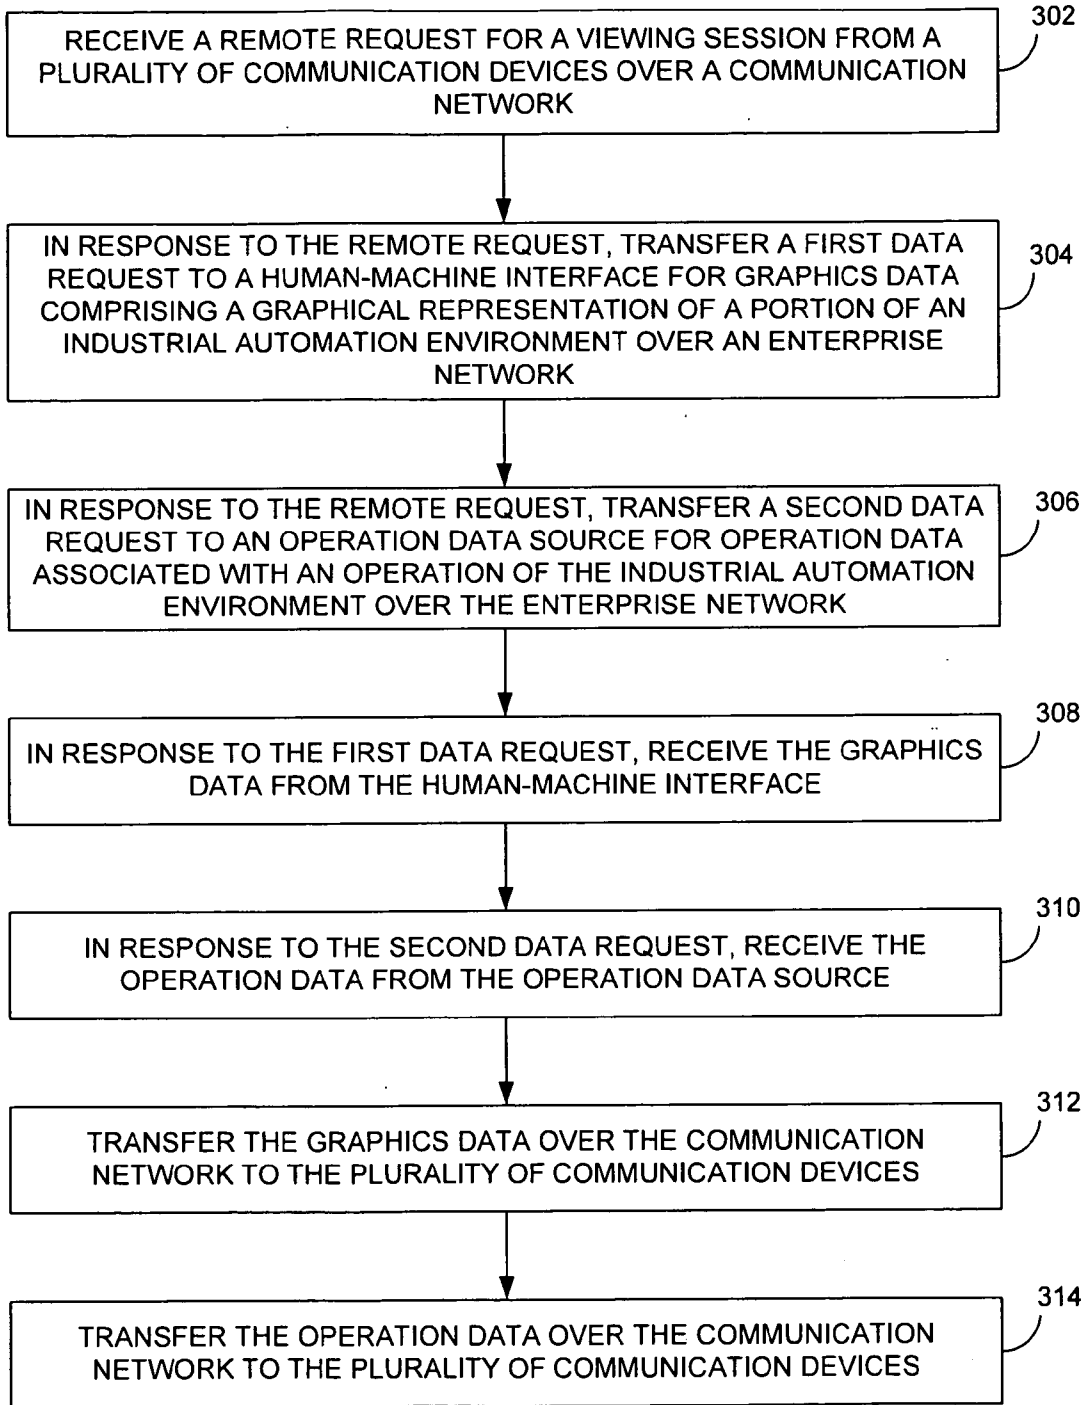 302
RECEIVE A REMOTE REQUEST FOR A VIEWING SESSION FROM A
PLURALITY OF COMMUNICATION DEVICES OVER A COMMUNICATION
NETWORK
304
IN RESPONSE TO THE REMOTE REQUEST, TRANSFER A FIRST DATA
REQUEST TO A HUMAN-MACHINE INTERFACE FOR GRAPHICS DATA
COMPRISING A GRAPHICAL REPRESENTATION OF A PORTION OF AN
INDUSTRIAL AUTOMATION ENVIRONMENT OVER AN ENTERPRISE
NETWORK
306
IN RESPONSE TO THE REMOTE REQUEST, TRANSFER A SECOND DATA
REQUEST TO AN OPERATION DATA SOURCE FOR OPERATION DATA
ASSOCIATED WITH AN OPERATION OF THE INDUSTRIAL AUTOMATION
ENVIRONMENT OVER THE ENTERPRISE NETWORK
308
IN RESPONSE TO THE FIRST DATA REQUEST, RECEIVE THE GRAPHICS
DATA FROM THE HUMAN-MACHINE INTERFACE
310
IN RESPONSE TO THE SECOND DATA REQUEST, RECEIVE THE
OPERATION DATA FROM THE OPERATION DATA SOURCE
312
TRANSFER THE GRAPHICS DATA OVER THE COMMUNICATION
NETWORK TO THE PLURALITY OF COMMUNICATION DEVICES
314
TRANSFER THE OPERATION DATA OVER THE COMMUNICATION
NETWORK TO THE PLURALITY OF COMMUNICATION DEVICES